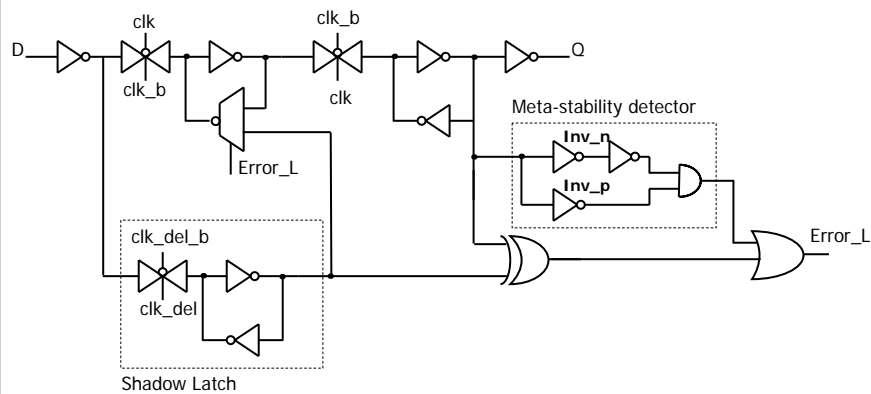 clk
clk_b
D
Q
clk_b
clk
Meta-stability detector
Inv_n
Error_L
Inv_p
clk_del_b
Error_L
clk_del
Shadow Latch